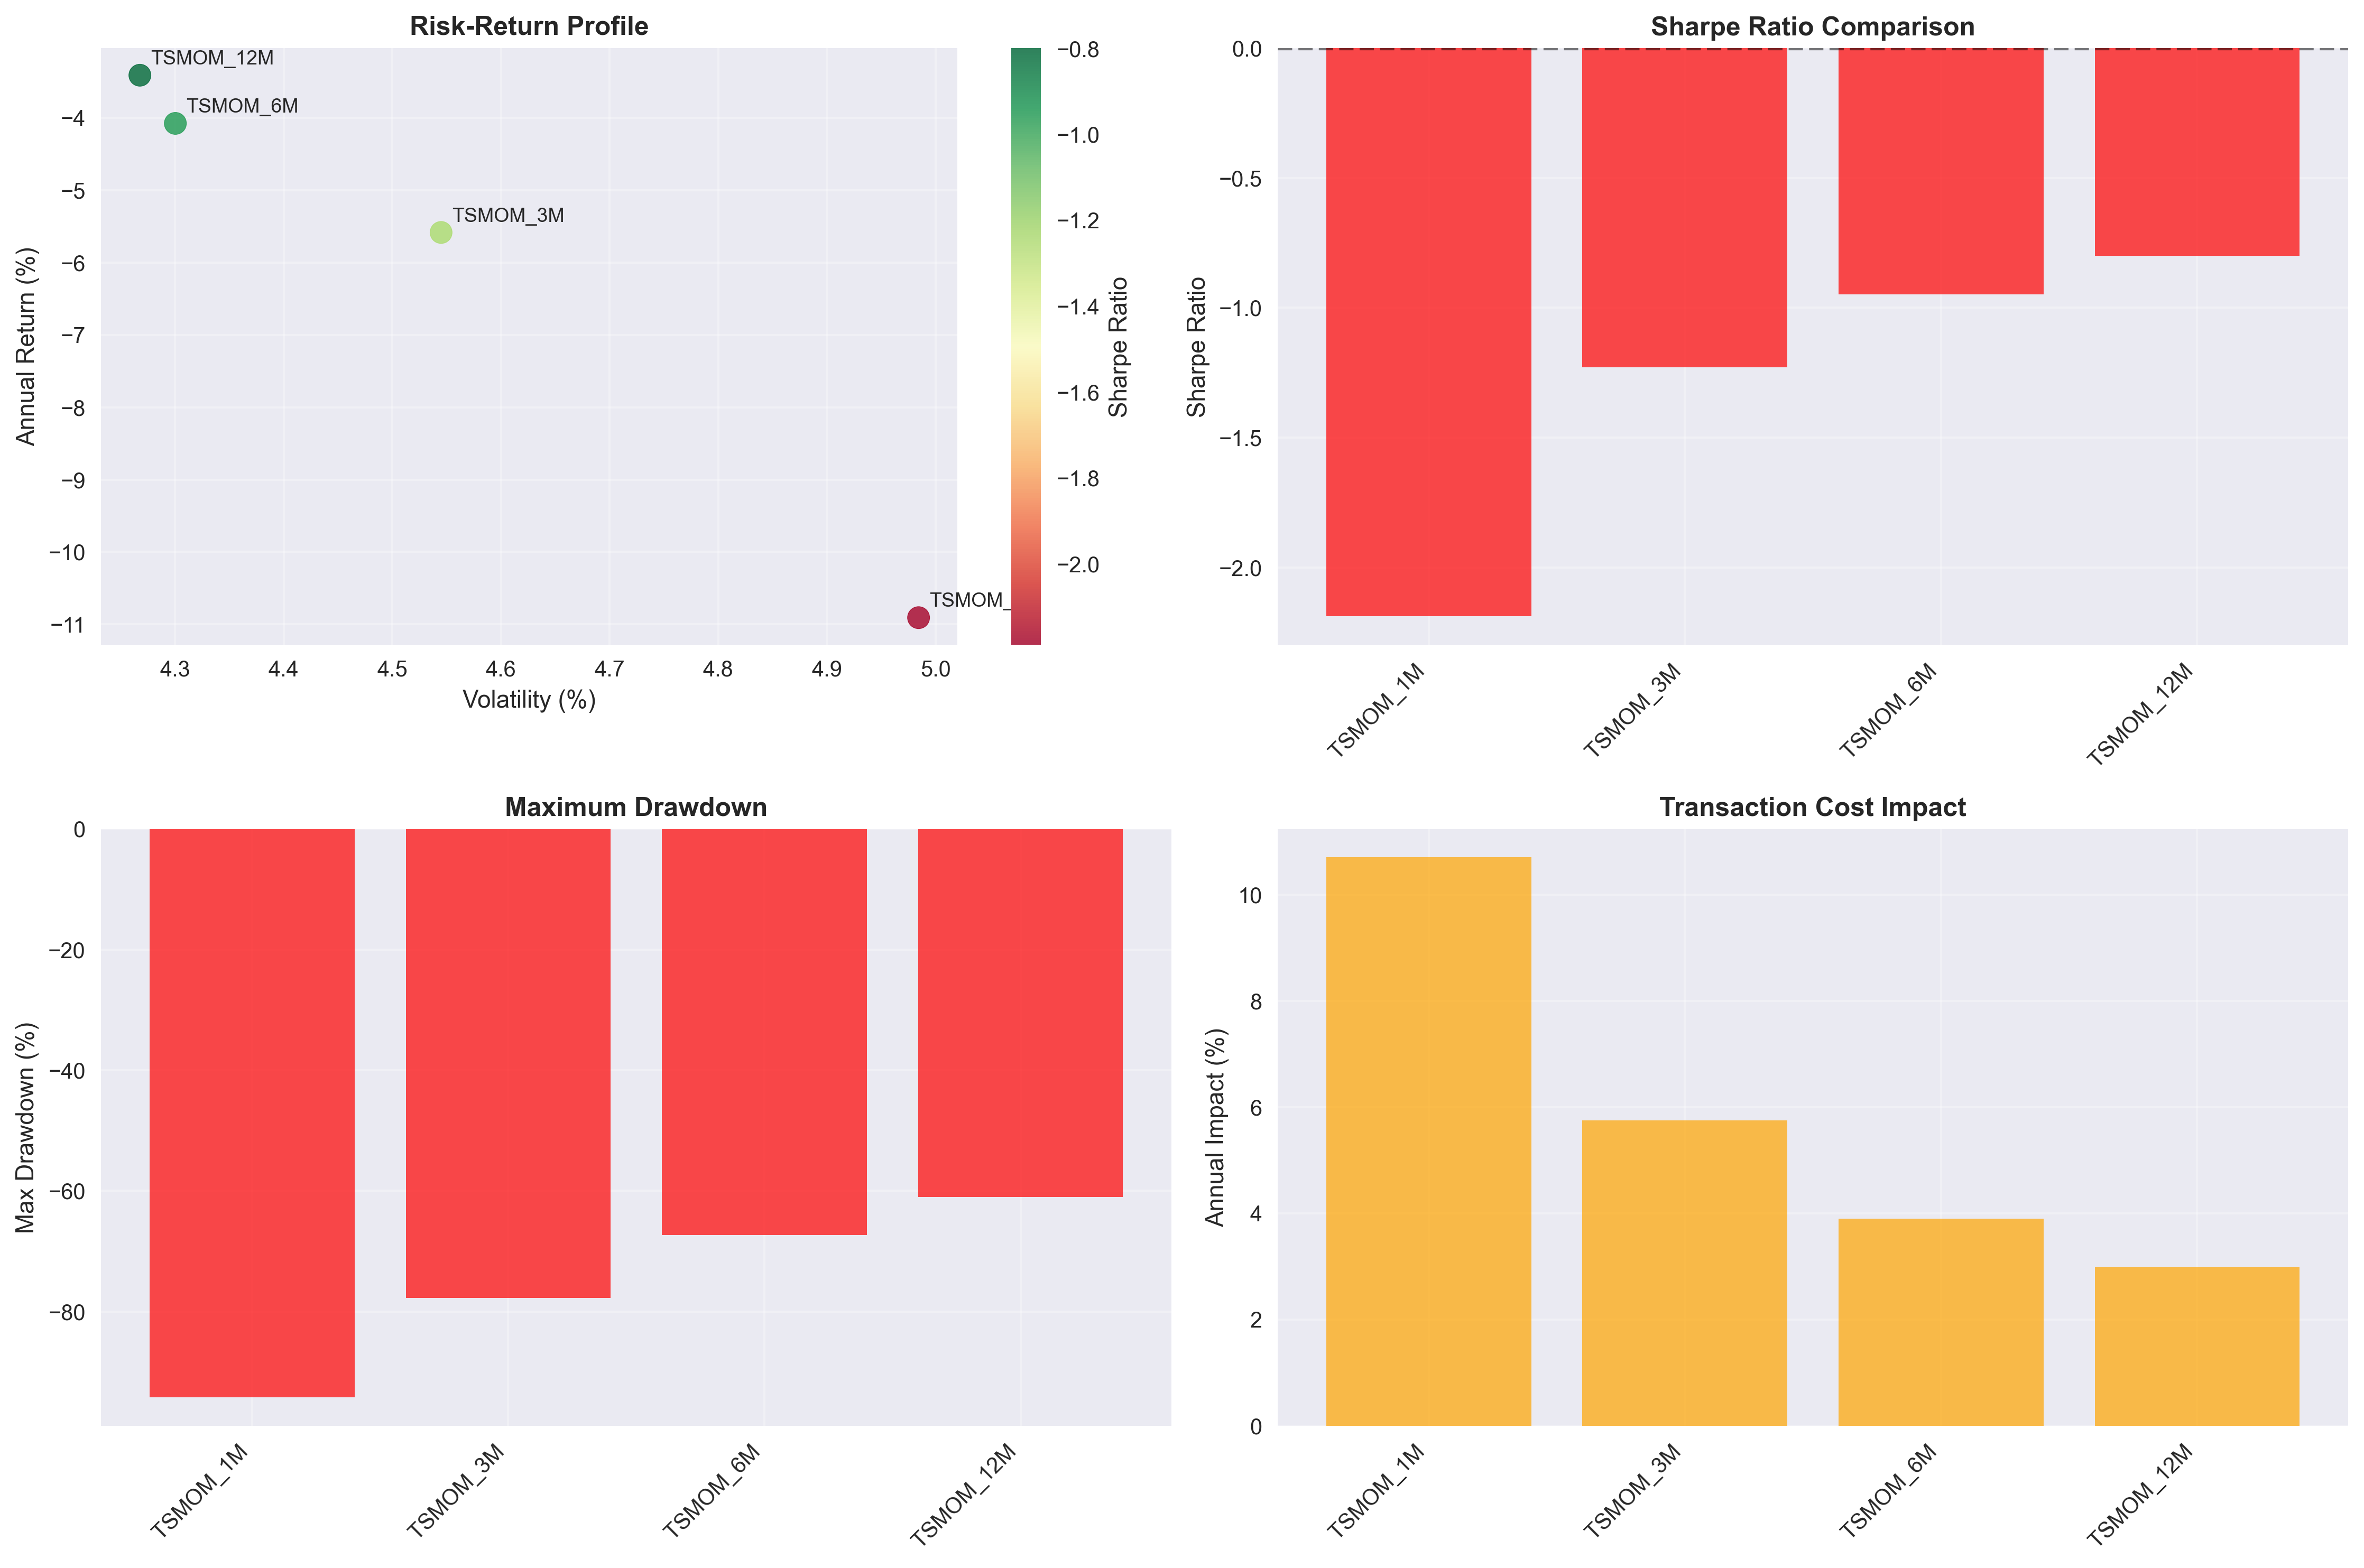 Risk-Return Profile
TSMOM_12M
TSMOM_6M
TSMOM_3M
TSMOM_
−4
−5
−6
−7
−8
−9
−10
−11
Annual Return (%)
4.3 4.4 4.5 4.6 4.7 4.8 4.9 5.0
Volatility (%)
−0.8
−1.0
−1.2
−1.4
−1.6
−1.8
−2.0
Sharpe Ratio
Sharpe Ratio Comparison
0.0
−0.5
−1.0
−1.5
−2.0
Sharpe Ratio
TSMOM_1M TSMOM_3M TSMOM_6M TSMOM_12M
Maximum Drawdown
0
−20
−40
−60
−80
Max Drawdown (%)
TSMOM_1M TSMOM_3M TSMOM_6M TSMOM_12M
Transaction Cost Impact
10
8
6
4
2
0
Annual Impact (%)
TSMOM_1M TSMOM_3M TSMOM_6M TSMOM_12M